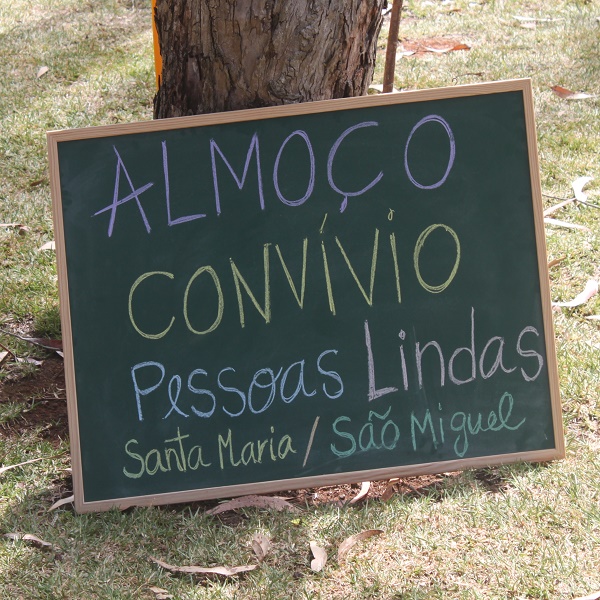 ALMOÇO
CONVÍVIO
Pessoas Lindas
Santa Maria / São Miguel